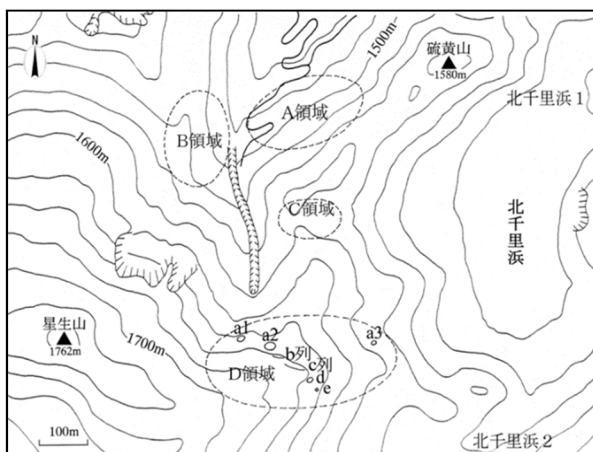 N
1500m
硫黄山
1580m
北千里浜1
A領域
B領域
1600m
C領域
北千里浜
星生山
1762m
1700m
a1
a2
a3
b列
c列
D領域
d
e
100m
北千里浜2